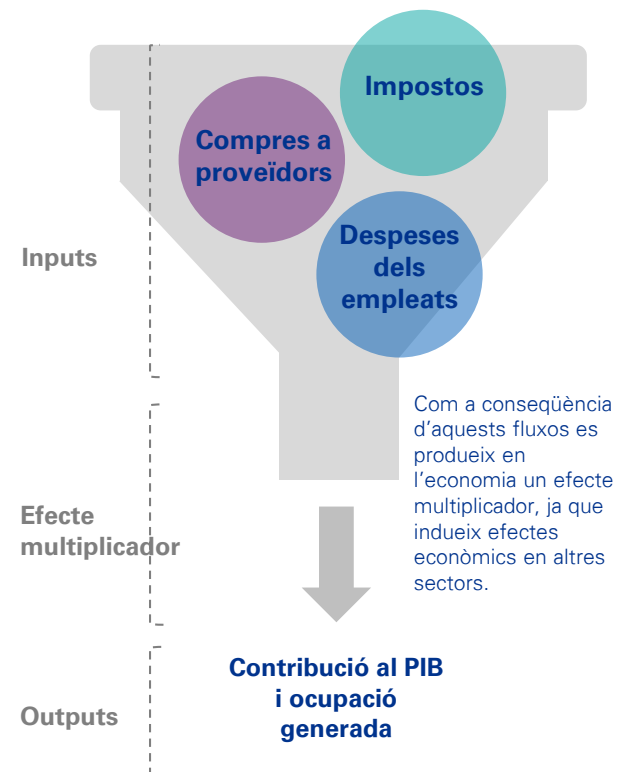 Impostos
Compres a
proveïdors
Despeses
dels
empleats
Inputs
Com a conseqüència
d’aquests fluxos es
produeix en
l’economia un efecte
multiplicador, ja que
indueix efectes
econòmics en altres
sectors.
Efecte
multiplicador
Contribució al PIB
i ocupació
generada
Outputs